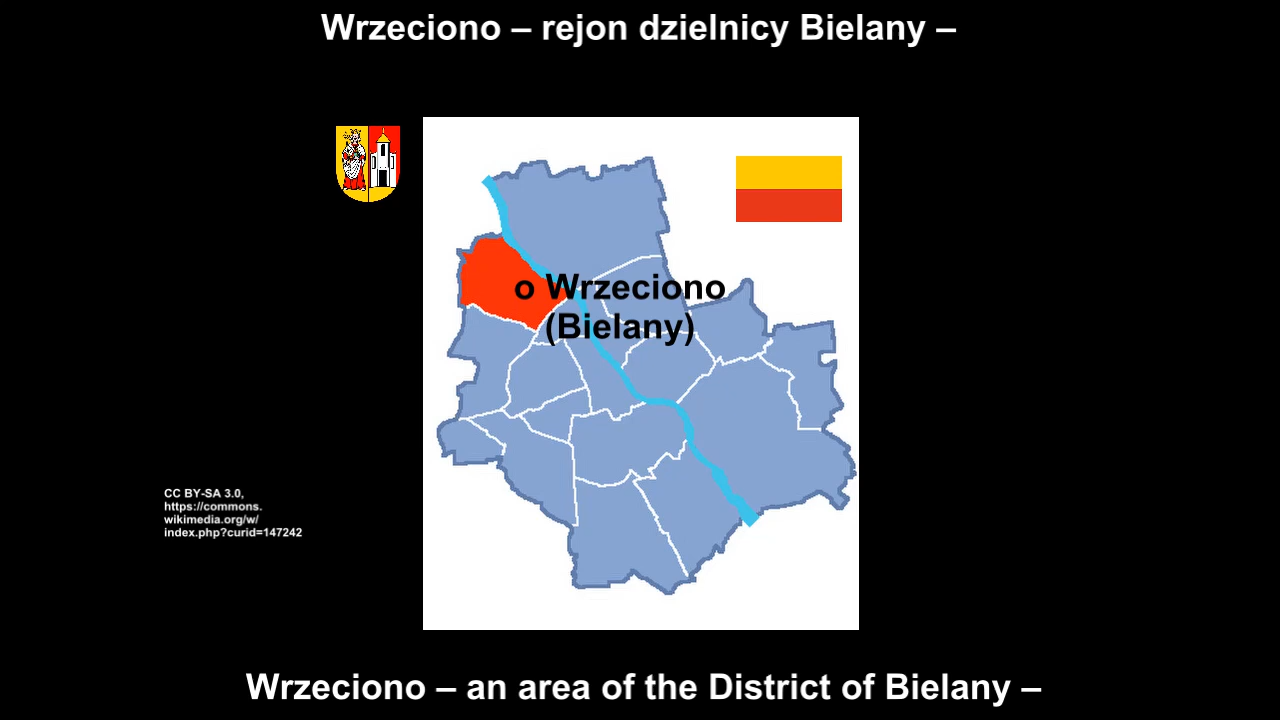 Wrzeciono – rejon dzielnicy Bielany –
o Wrzeciono
(Bielany)
CC BY-SA 3.0,
https://commons.
wikimedia.org/w/
index.php?curid=147242
Wrzeciono – an area of the District of Bielany –